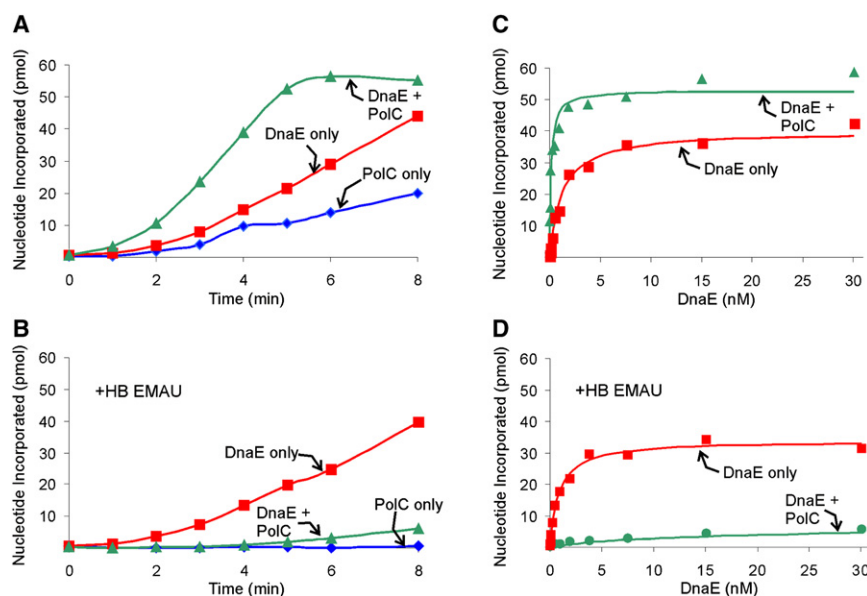 A
Nucleotide Incorporated (pmol)
60
50
40
30
20
10
0
2
4
6
8
Time (min)
DnaE +
PolC
DnaE only
PolC only
C
Nucleotide Incorporated (pmol)
60
50
40
30
20
10
0
5
10
15
20
25
30
DnaE (nM)
DnaE +
PolC
DnaE only
B
Nucleotide Incorporated (pmol)
60
50
40
30
20
10
0
2
4
6
8
Time (min)
+HB EMAU
DnaE only
DnaE +
PolC
PolC only
D
Nucleotide Incorporated (pmol)
60
50
40
30
20
10
0
5
10
15
20
25
30
DnaE (nM)
+HB EMAU
DnaE only
DnaE +
PolC